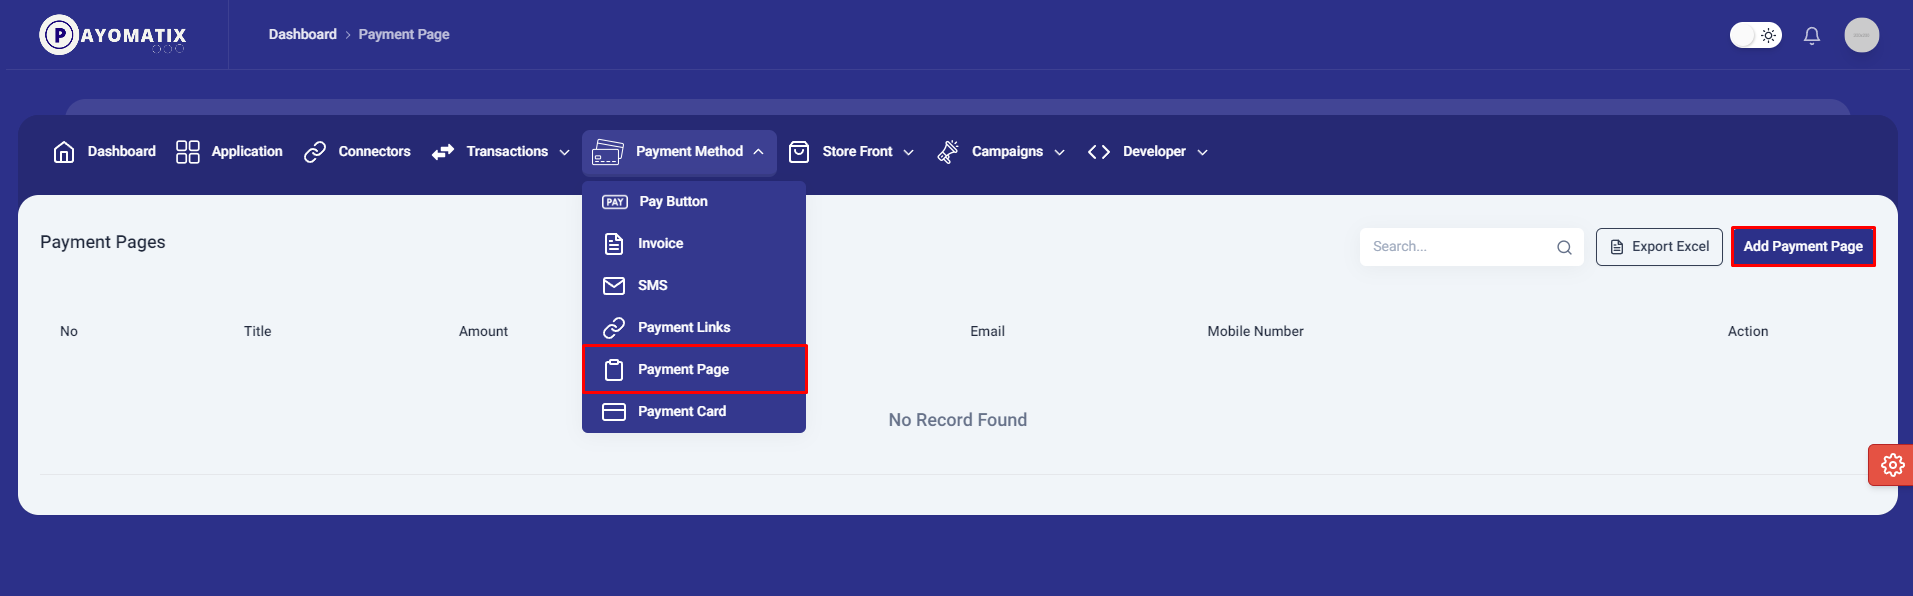 PAYOMATIX
Dashboard > Payment Page
Dashboard Application Connectors Transactions Payment Method Store Front Campaigns Developer
PAY Pay Button
Invoice
SMS
Payment Links
Payment Page
Payment Card
Payment Pages
Search...
Export Excel
Add Payment Page
No Title Amount Email Mobile Number Action
No Record Found